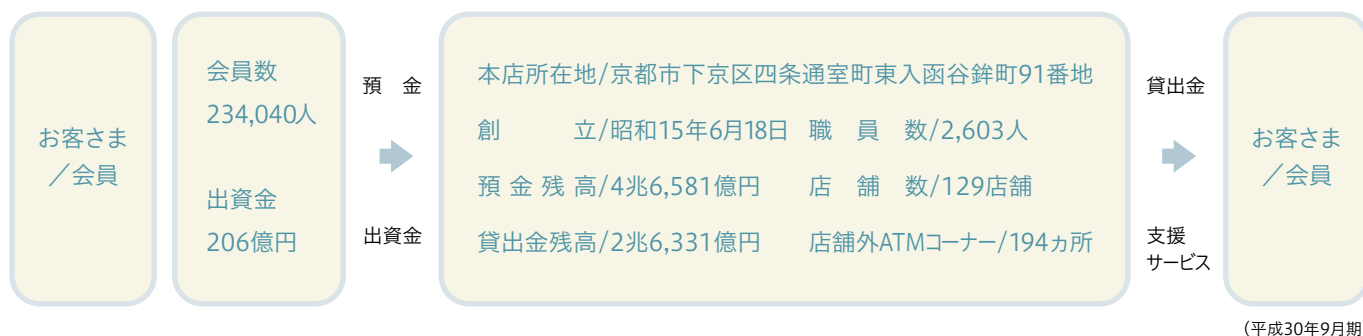 お客さま
／会員
会員数
234,040人
出資金
206億円
預　金
出資金
本店所在地/京都市下京区四条通室町東入函谷鉾町91番地
創　　　立/昭和15年6月18日　職　員　数/2,603人
預 金 残 高/4兆6,581億円　店　舗　数/129店舗
貸出金残高/2兆6,331億円　店舗外ATMコーナー/194ヵ所
貸出金
支援
サービス
お客さま
／会員
(平成30年9月期